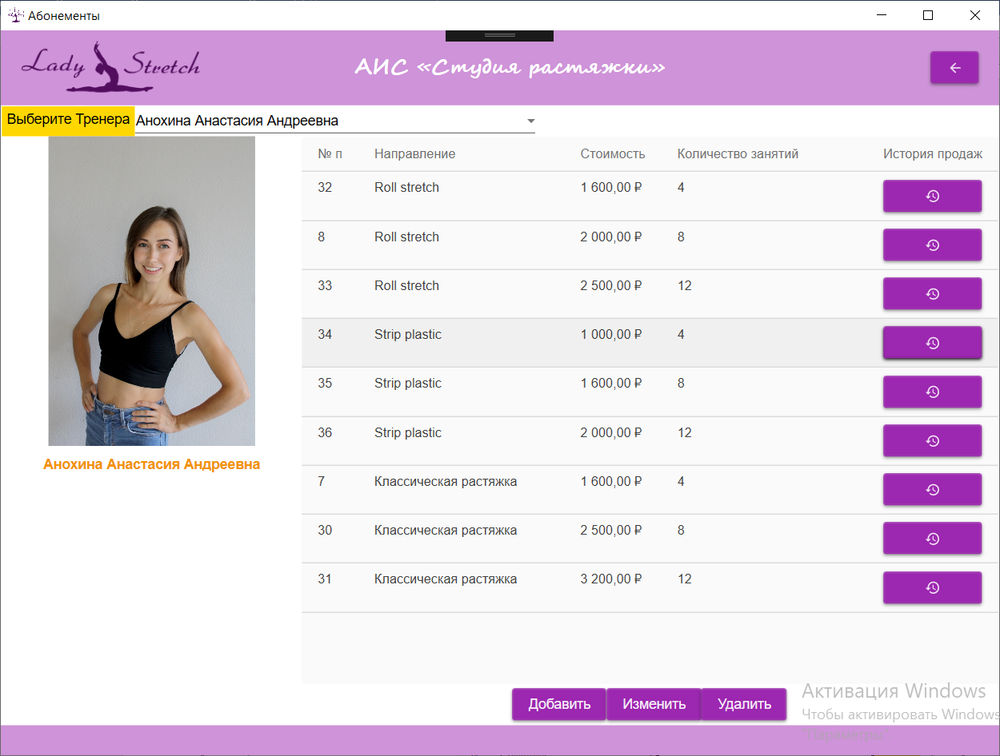 Абонементы
Lady Stretch
АИС «Студия растяжки»
Выберите Тренера Анохина Анастасия Андреевна
№ п Направление Стоимость Количество занятий История продаж
32 Roll stretch 1 600,00 ₽ 4
8 Roll stretch 2 000,00 ₽ 8
33 Roll stretch 2 500,00 ₽ 12
34 Strip plastic 1 000,00 ₽ 4
35 Strip plastic 1 600,00 ₽ 8
36 Strip plastic 2 000,00 ₽ 12
7 Классическая растяжка 1 600,00 ₽ 4
30 Классическая растяжка 2 500,00 ₽ 8
31 Классическая растяжка 3 200,00 ₽ 12
Анохина Анастасия Андреевна
Добавить Изменить Удалить
Активация Windows
Чтобы активировать Windows
"Параметры"